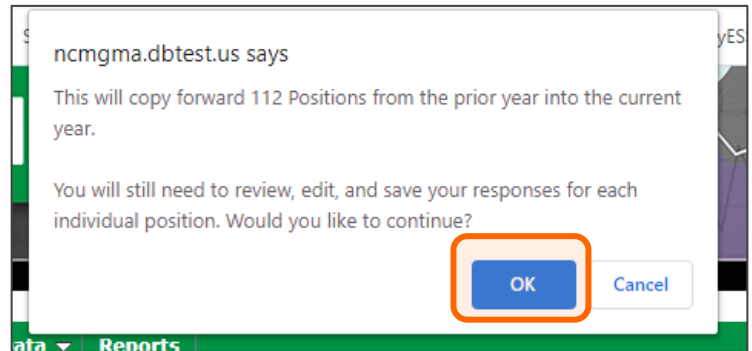 S
yES
ncmgma.dbtest.us says
This will copy forward 112 Positions from the prior year into the current
year.
You will still need to review, edit, and save your responses for each
individual position. Would you like to continue?
OK Cancel
ata Reports